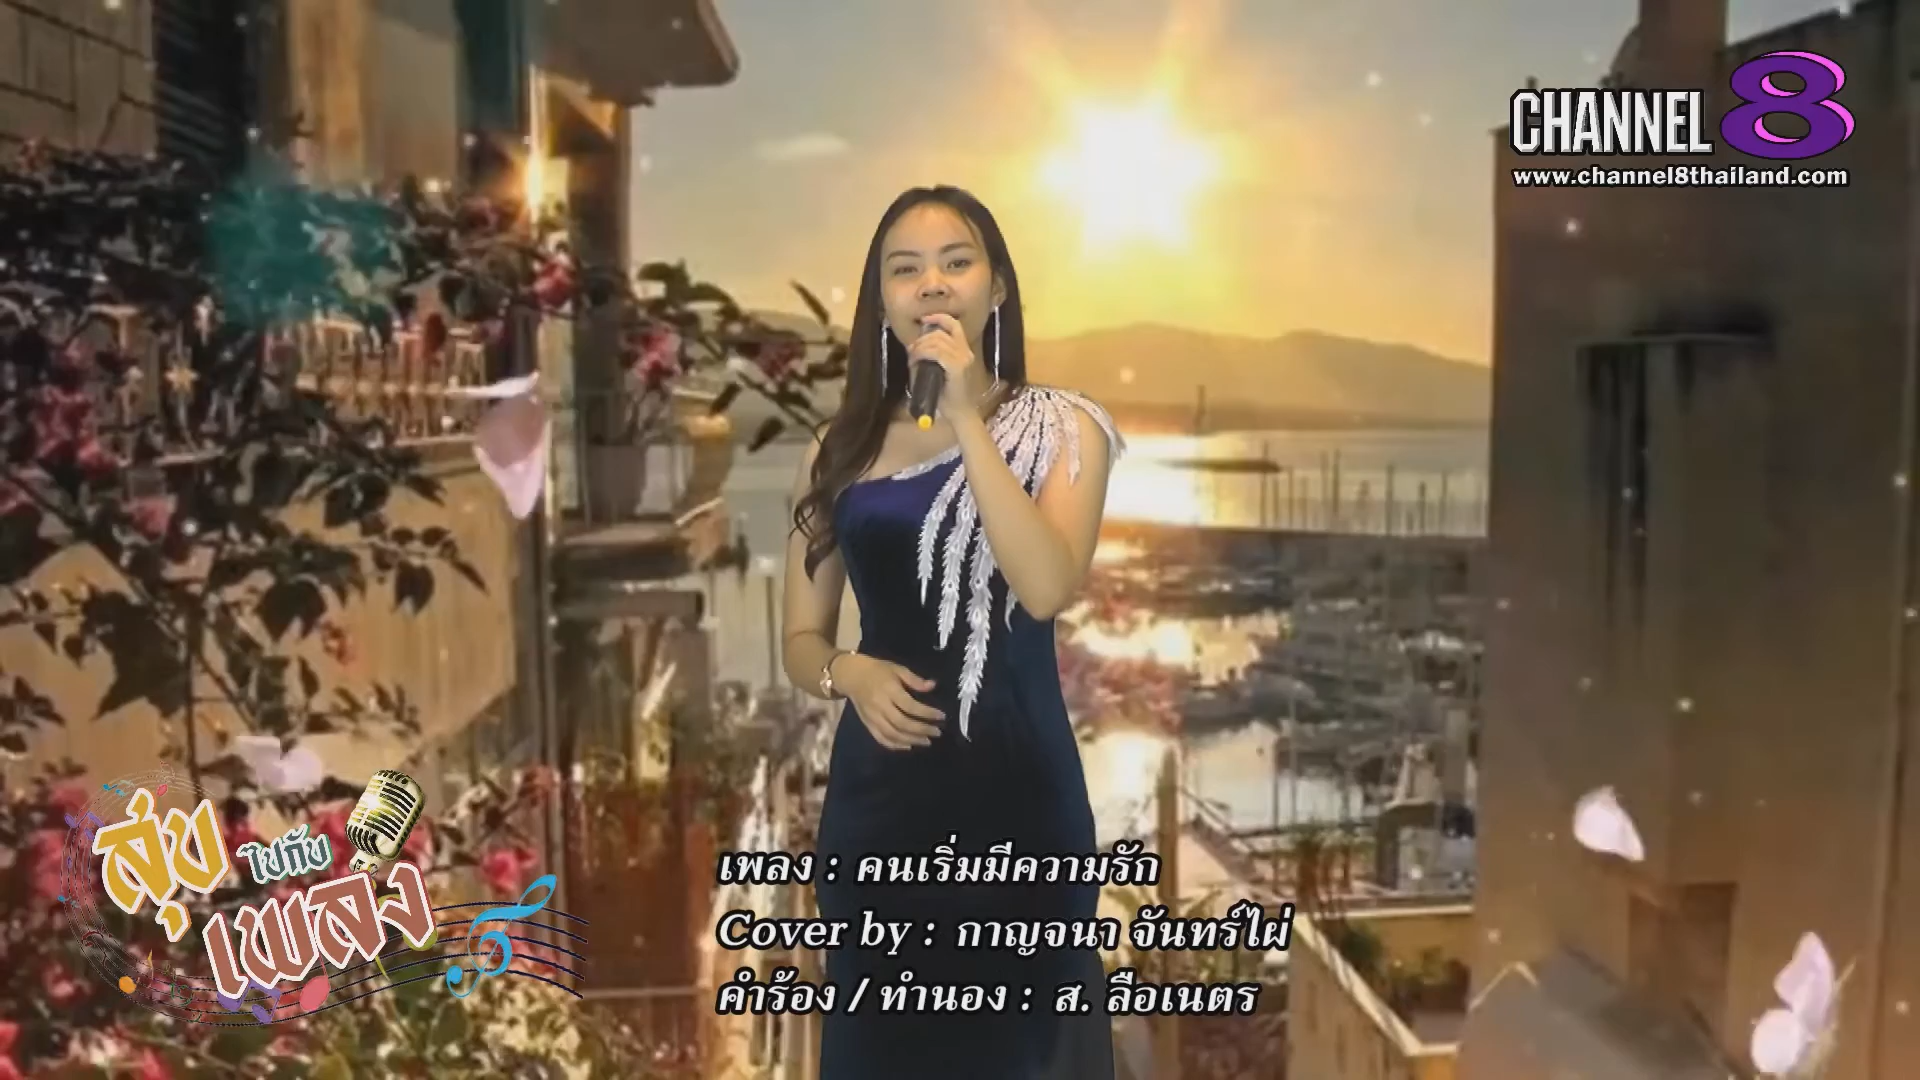 CHANNEL 8
www.channel8thailand.com
สุข
ไปกับ
เพลง
เพลง : คนเริ่มมีความรัก
Cover by : กาญจนา จันทร์ไผ่
คำร้อง / ทำนอง : ส. ลือเนตร